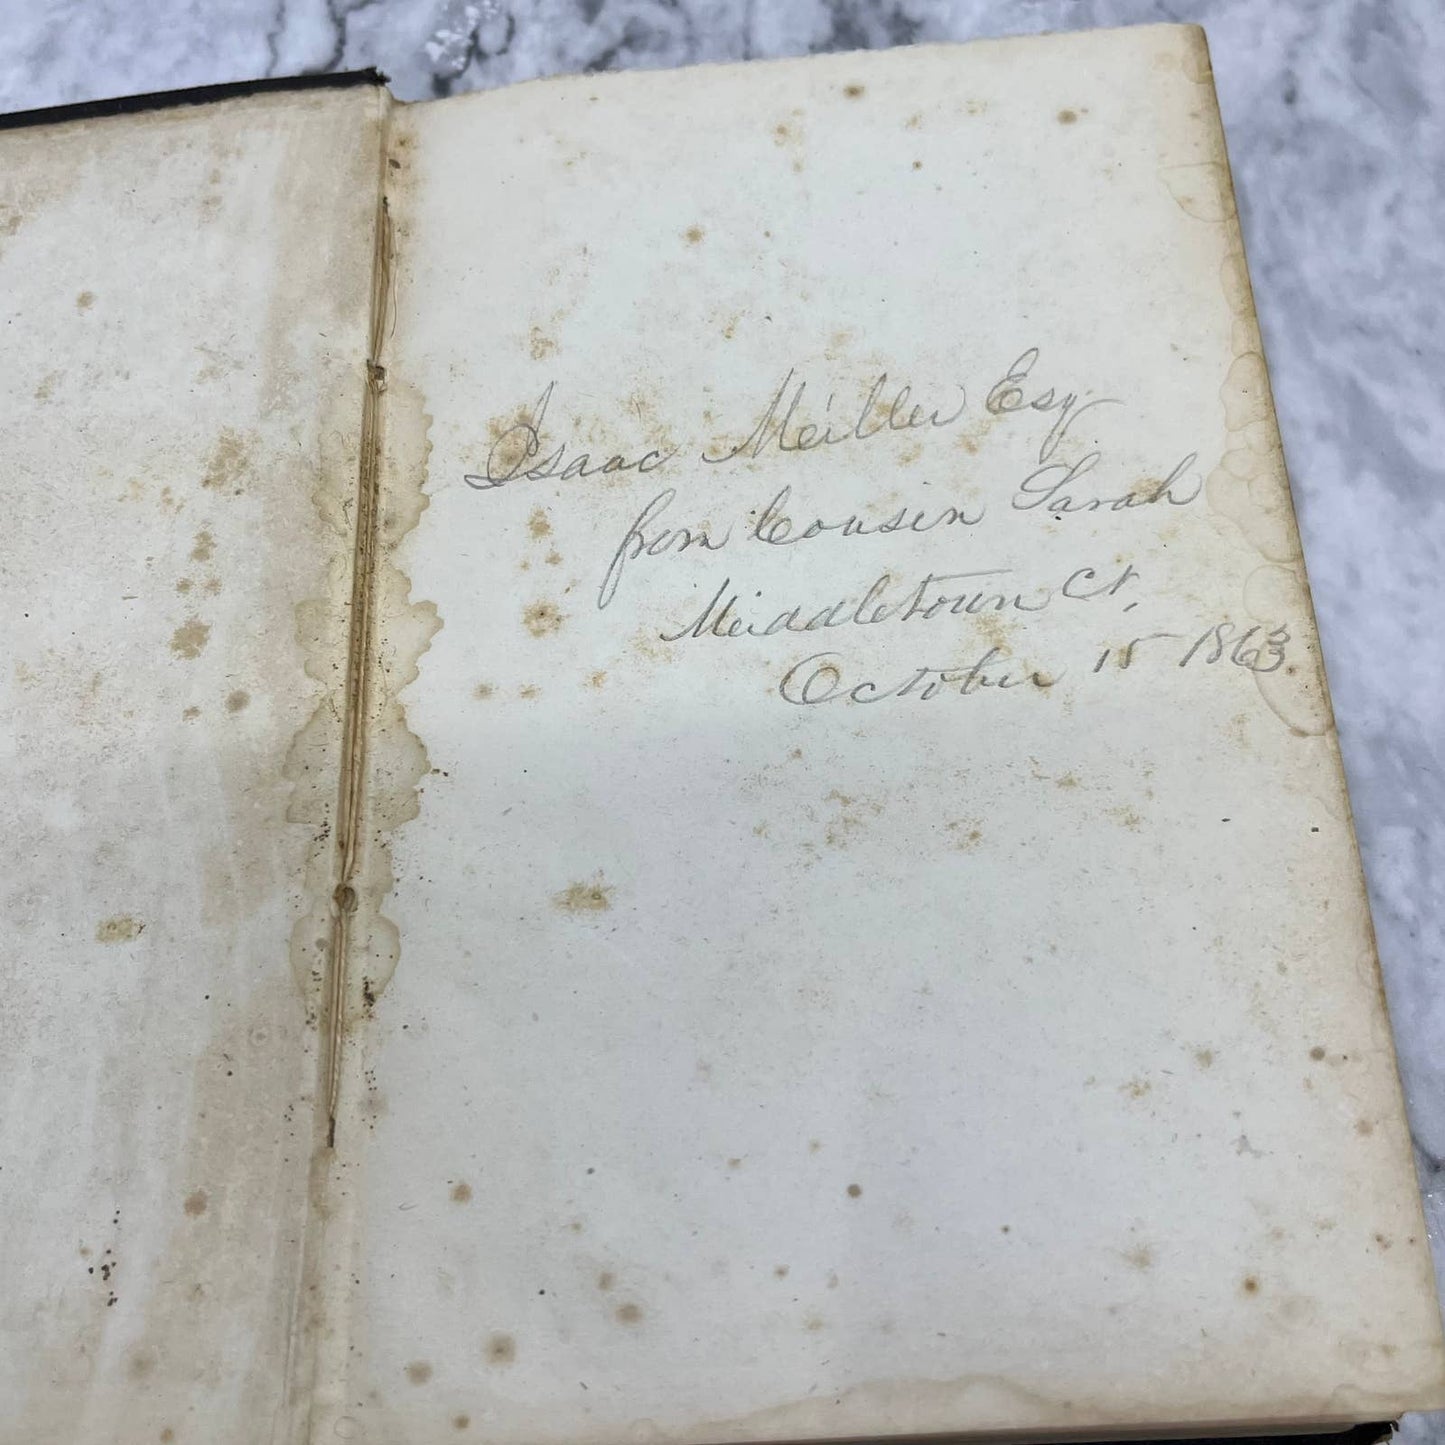 Isaac Miller Esq
from Cousin Sarah
Middletown Ct,
October 15 1863